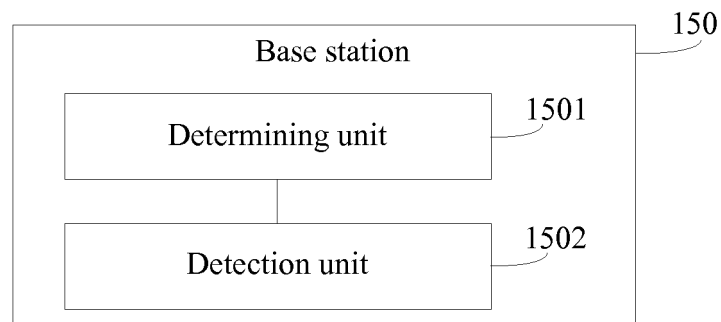 150
Base station
1501
Determining unit
1502
Detection unit